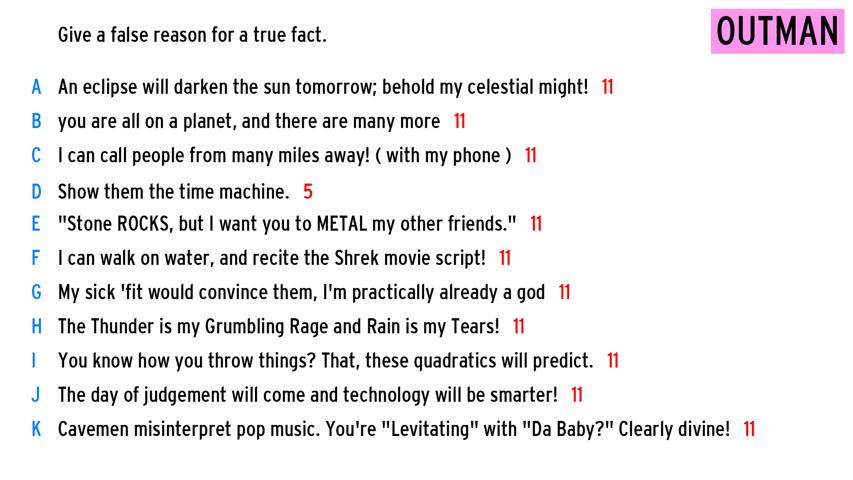 Give a false reason for a true fact.
OUTMAN
A An eclipse will darken the sun tomorrow; behold my celestial might! 11
B you are all on a planet, and there are many more 11
C I can call people from many miles away! ( with my phone ) 11
D Show them the time machine. 5
E "Stone ROCKS, but I want you to METAL my other friends." 11
F I can walk on water, and recite the Shrek movie script! 11
G My sick 'fit would convince them, I'm practically already a god 11
H The Thunder is my Grumbling Rage and Rain is my Tears! 11
I You know how you throw things? That, these quadratics will predict. 11
J The day of judgement will come and technology will be smarter! 11
K Cavemen misinterpret pop music. You're "Levitating" with "Da Baby?" Clearly divine! 11